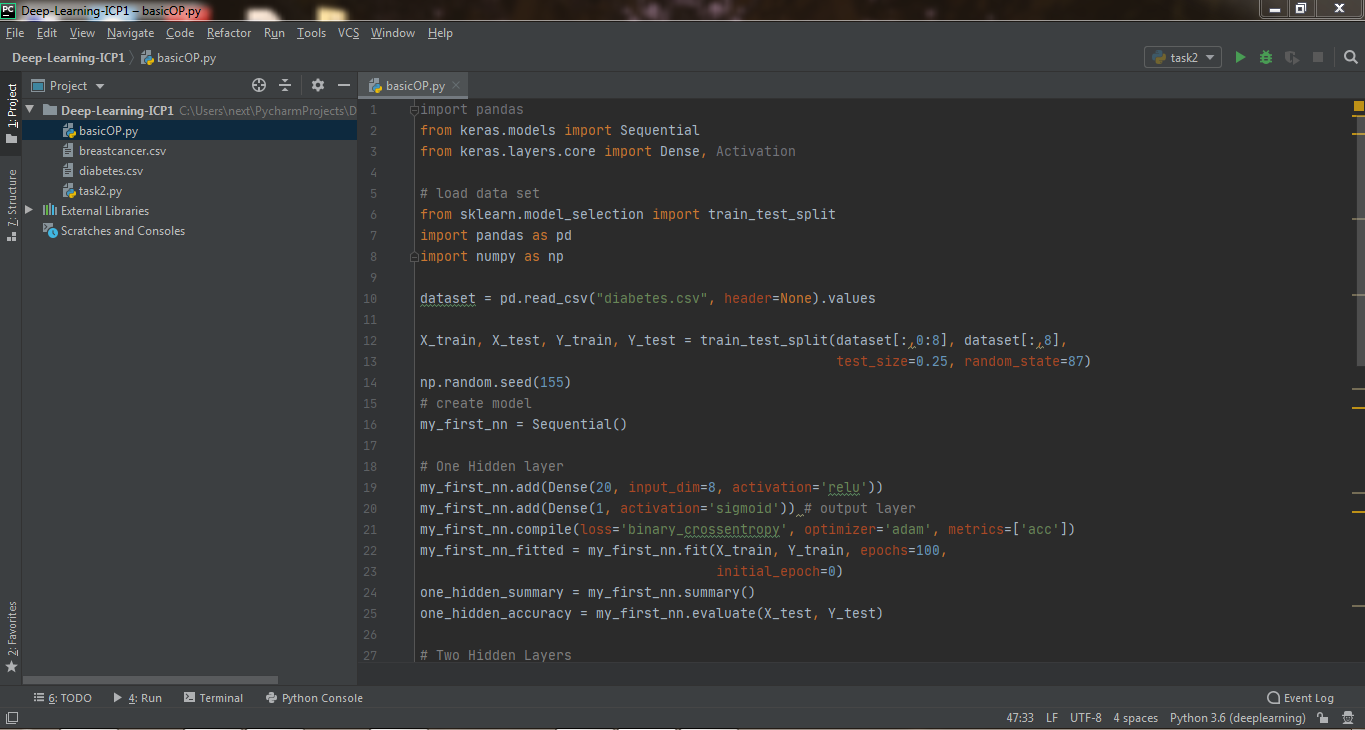 Deep-Learning-ICP1 – basicOP.py
File Edit View Navigate Code Refactor Run Tools VCS Window Help
Deep-Learning-ICP1 basicOP.py task2
1: Project
7: Structure
2: Favorites
Project
Deep-Learning-ICP1 C:\Users\next\PycharmProjects\D
basicOP.py
breastcancer.csv
diabetes.csv
task2.py
External Libraries
Scratches and Consoles
basicOP.py
1 import pandas
2 from keras.models import Sequential
3 from keras.layers.core import Dense, Activation
4
5 # load data set
6 from sklearn.model_selection import train_test_split
7 import pandas as pd
8 import numpy as np
9
10 dataset = pd.read_csv("diabetes.csv", header=None).values
11
12 X_train, X_test, Y_train, Y_test = train_test_split(dataset[:,0:8], dataset[:,8],
13 test_size=0.25, random_state=87)
14 np.random.seed(155)
15 # create model
16 my_first_nn = Sequential()
17
18 # One Hidden layer
19 my_first_nn.add(Dense(20, input_dim=8, activation='relu'))
20 my_first_nn.add(Dense(1, activation='sigmoid')) # output layer
21 my_first_nn.compile(loss='binary_crossentropy', optimizer='adam', metrics=['acc'])
22 my_first_nn_fitted = my_first_nn.fit(X_train, Y_train, epochs=100,
23 initial_epoch=0)
24 one_hidden_summary = my_first_nn.summary()
25 one_hidden_accuracy = my_first_nn.evaluate(X_test, Y_test)
26
27 # Two Hidden Layers
6: TODO 4: Run Terminal Python Console Event Log
47:33 LF UTF-8 4 spaces Python 3.6 (deeplearning)